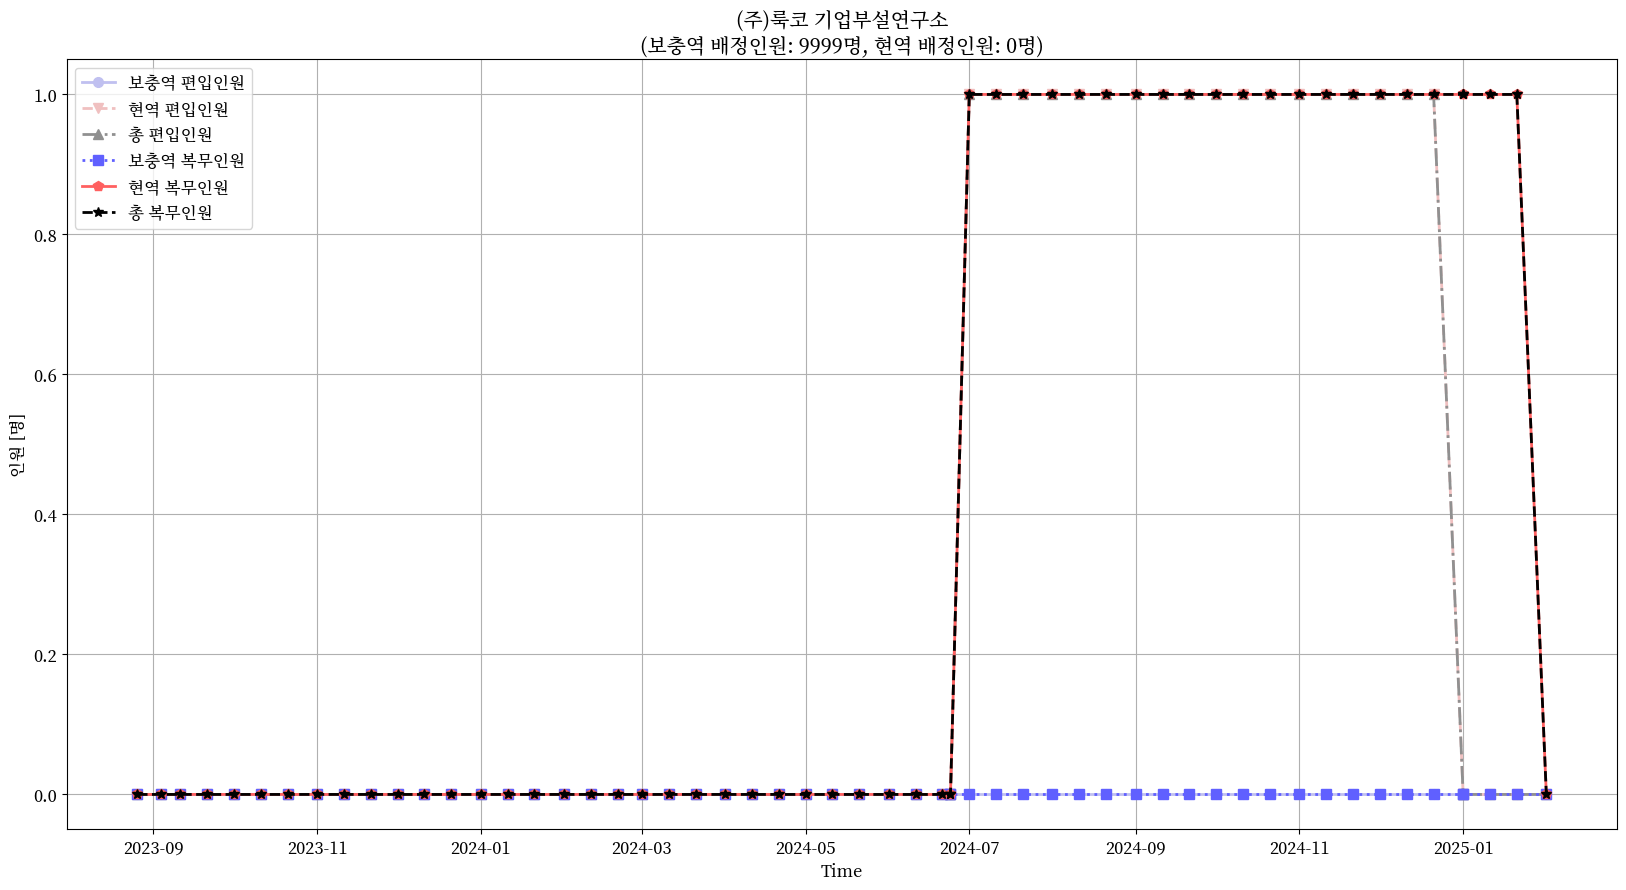 (주)룩코 기업부설연구소
(보충역 배정인원: 9999명, 현역 배정인원: 0명)
보충역 편입인원
현역 편입인원
총 편입인원
보충역 복무인원
현역 복무인원
총 복무인원
1.0
0.8
0.6
0.4
0.2
0.0
인원 [명]
2023-09
2023-11
2024-01
2024-03
2024-05
2024-07
2024-09
2024-11
2025-01
Time